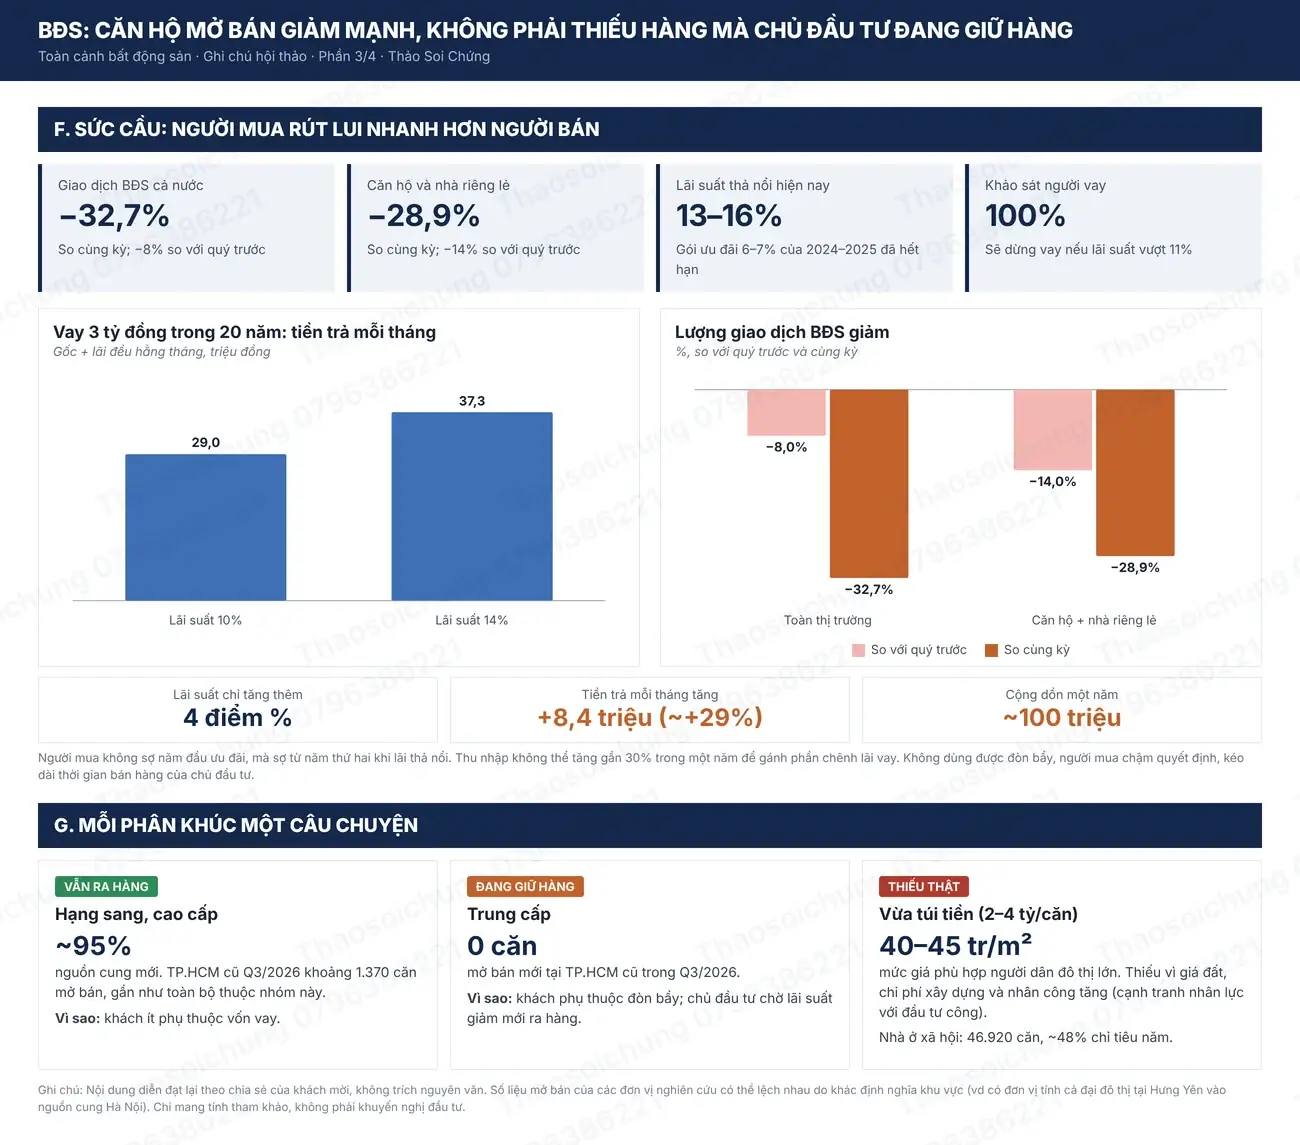 BĐS: CĂN HỘ MỞ BÁN GIẢM MẠNH, KHÔNG PHẢI THIẾU HÀNG MÀ CHỦ ĐẦU TƯ ĐANG GIỮ HÀNG
Toàn cảnh bất động sản · Ghi chú hội thảo · Phần 3/4 · Thảo Soi Chứng
F. SỨC CẦU: NGƯỜI MUA RÚT LUI NHANH HƠN NGƯỜI BÁN
Giao dịch BĐS cả nước
−32,7%
So cùng kỳ; −8% so với quý trước
Căn hộ và nhà riêng lẻ
−28,9%
So cùng kỳ; −14% so với quý trước
Lãi suất thả nổi hiện nay
13–16%
Gói ưu đãi 6–7% của 2024–2025 đã hết
hạn
Khảo sát người vay
100%
Sẽ dừng vay nếu lãi suất vượt 11%
Vay 3 tỷ đồng trong 20 năm: tiền trả mỗi tháng
Gốc + lãi đều hằng tháng, triệu đồng
29,0
37,3
Lãi suất 10%
Lãi suất 14%
Lượng giao dịch BĐS giảm
%, so với quý trước và cùng kỳ
−8,0%
−32,7%
−14,0%
−28,9%
Toàn thị trường
Căn hộ + nhà riêng lẻ
So với quý trước
So cùng kỳ
Lãi suất chỉ tăng thêm
4 điểm %
Tiền trả mỗi tháng tăng
+8,4 triệu (~+29%)
Cộng dồn một năm
~100 triệu
Người mua không sợ năm đầu ưu đãi, mà sợ từ năm thứ hai khi lãi thả nổi. Thu nhập không thể tăng gần 30% trong một năm để gánh phần chênh lãi vay. Không dùng được đòn bẩy, người mua chậm quyết định, kéo
dài thời gian bán hàng của chủ đầu tư.
G. MỖI PHÂN KHÚC MỘT CÂU CHUYỆN
VẪN RA HÀNG
Hạng sang, cao cấp
~95%
nguồn cung mới. TP.HCM cũ Q3/2026 khoảng 1.370 căn
mở bán, gần như toàn bộ thuộc nhóm này.
Vì sao: khách ít phụ thuộc vốn vay.
ĐANG GIỮ HÀNG
Trung cấp
0 căn
mở bán mới tại TP.HCM cũ trong Q3/2026.
Vì sao: khách phụ thuộc đòn bẩy; chủ đầu tư chờ lãi suất
giảm mới ra hàng.
THIẾU THẬT
Vừa túi tiền (2–4 tỷ/căn)
40–45 tr/m²
mức giá phù hợp người dân đô thị lớn. Thiếu vì giá đất,
chi phí xây dựng và nhân công tăng (cạnh tranh nhân lực
với đầu tư công).
Nhà ở xã hội: 46.920 căn, ~48% chỉ tiêu năm.
Ghi chú: Nội dung diễn đạt lại theo chia sẻ của khách mời, không trích nguyên văn. Số liệu mở bán của các đơn vị nghiên cứu có thể lệch nhau do khác định nghĩa khu vực (vd có đơn vị tính cả đại đô thị tại Hưng Yên vào
nguồn cung Hà Nội). Chỉ mang tính tham khảo, không phải khuyến nghị đầu tư.
Thaosoichung 0796386221